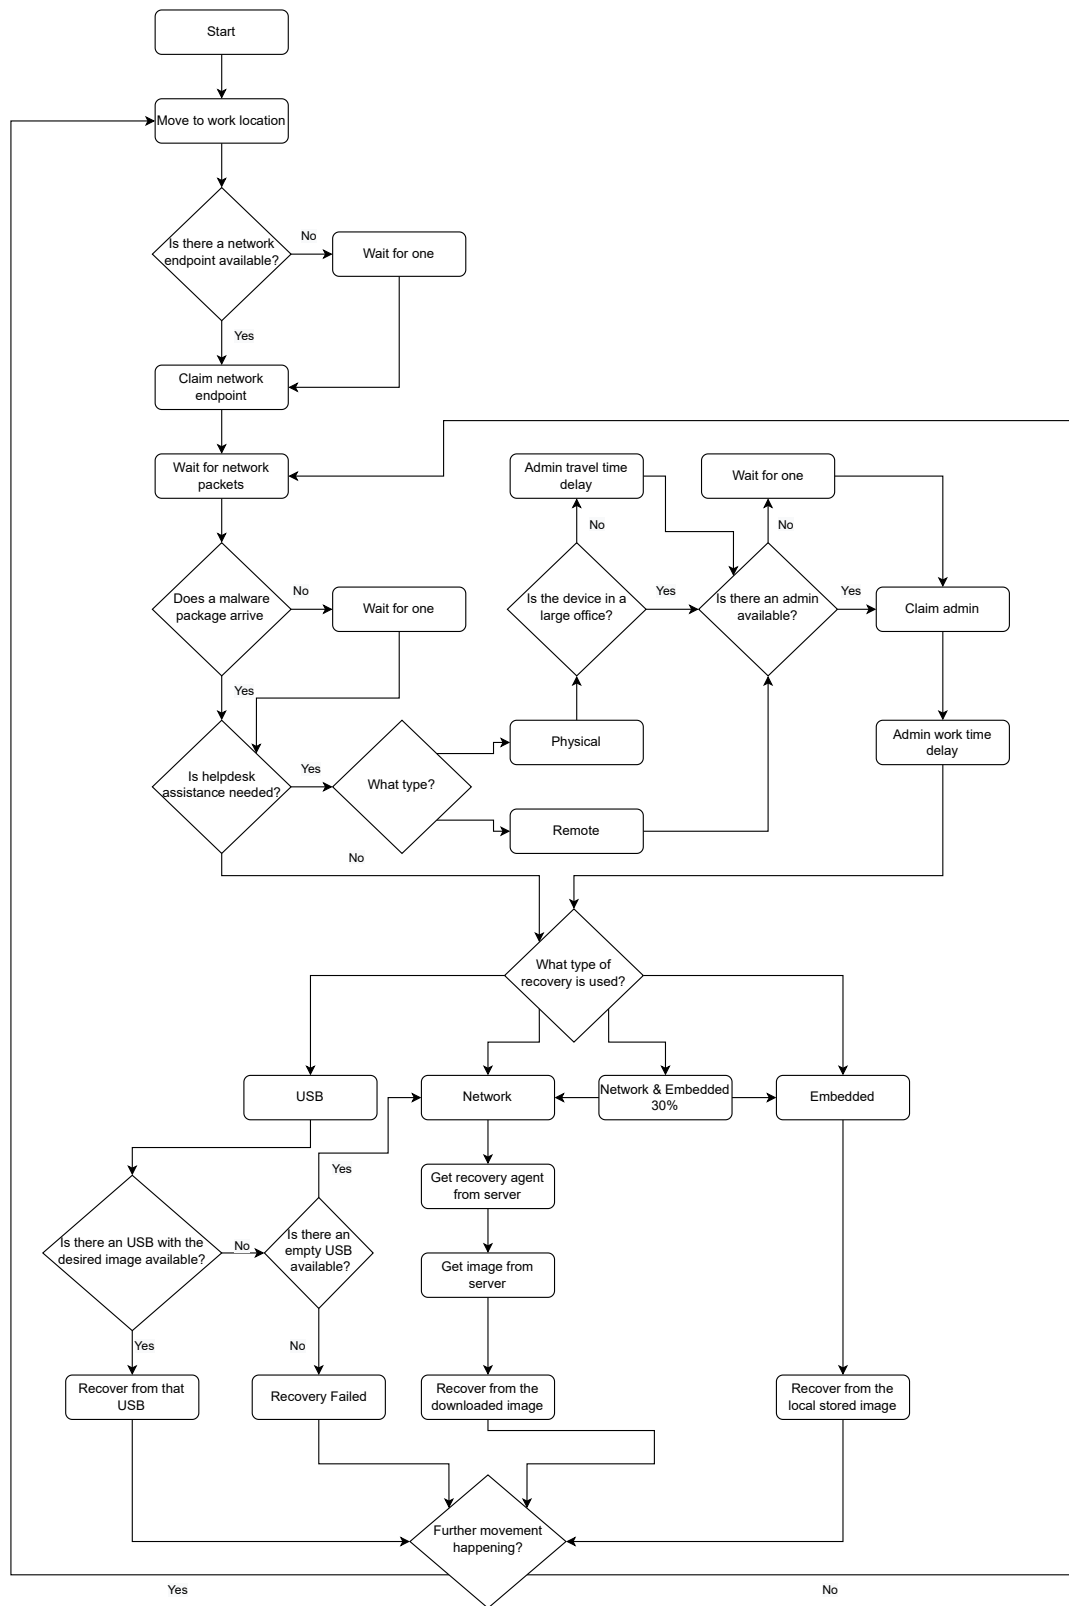 Start
Move to work location
Is there a network
endpoint available?
No
Wait for one
Yes
Claim network
endpoint
Wait for network
packets
Admin travel time
delay
Wait for one
No
No
Does a malware
package arrive
No
Wait for one
Is the device in a
large office?
Yes
Is there an admin
available?
Yes
Claim admin
Yes
Is helpdesk
assistance needed?
Yes
What type?
Physical
Admin work time
delay
Remote
No
What type of
recovery is used?
USB
Network
Network & Embedded
30%
Embedded
Yes
Get recovery agent
from server
Is there an USB with the
desired image available?
No
Is there an
empty USB
available?
Get image from
server
Yes
No
Recover from that
USB
Recovery Failed
Recover from the
downloaded image
Recover from the
local stored image
Further movement
happening?
Yes
No